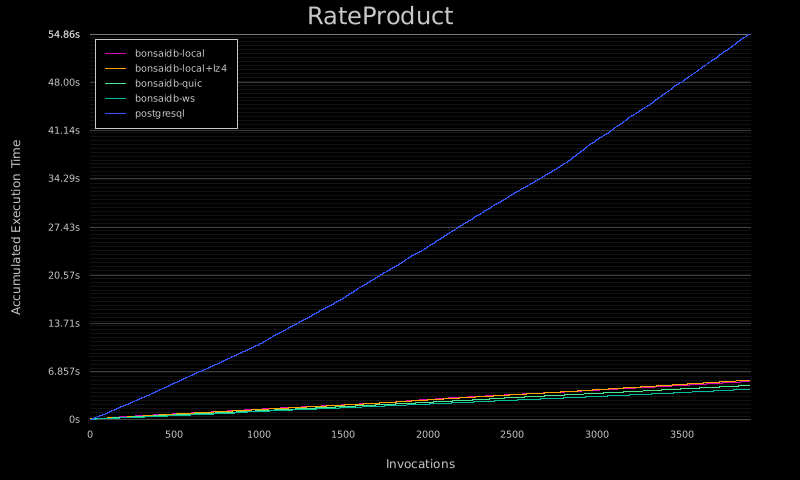 RateProduct
54.86s
48.00s
41.14s
34.29s
27.43s
20.57s
13.71s
6.857s
0s
bonsaidb-local
bonsaidb-local+lz4
bonsaidb-quic
bonsaidb-ws
postgresql
Accumulated Execution Time
0 500 1000 1500 2000 2500 3000 3500
Invocations